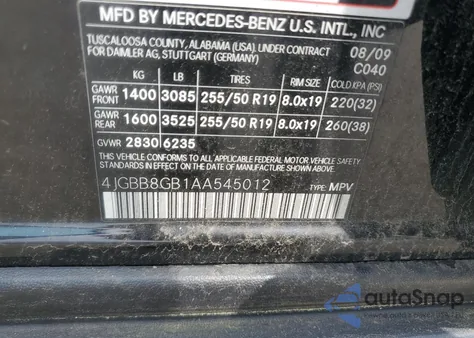 MFD BY MERCEDES-BENZ U.S. INTL., INC
TUSCALOOSA COUNTY, ALABAMA (USA). UNDER CONTRACT 08/09
FOR DAIMLER AG, STUTTGART (GERMANY) C040
KG LB TIRES RIM SIZE COLD KPA (PSI)
GAWR FRONT 1400 3085 255/50 R19 8.0x19 220(32)
GAWR REAR 1600 3525 255/50 R19 8.0x19 260(38)
GVWR 2830 6235
THIS VEHICLE CONFORMS TO ALL APPLICABLE FEDERAL MOTOR VEHICLE SAFETY
STANDARDS IN EFFECT ON THE DATE OF MANUFACTURE SHOWN ABOVE.
4JGBB8GB1AA545012 TYPE: MPV
autoSnap